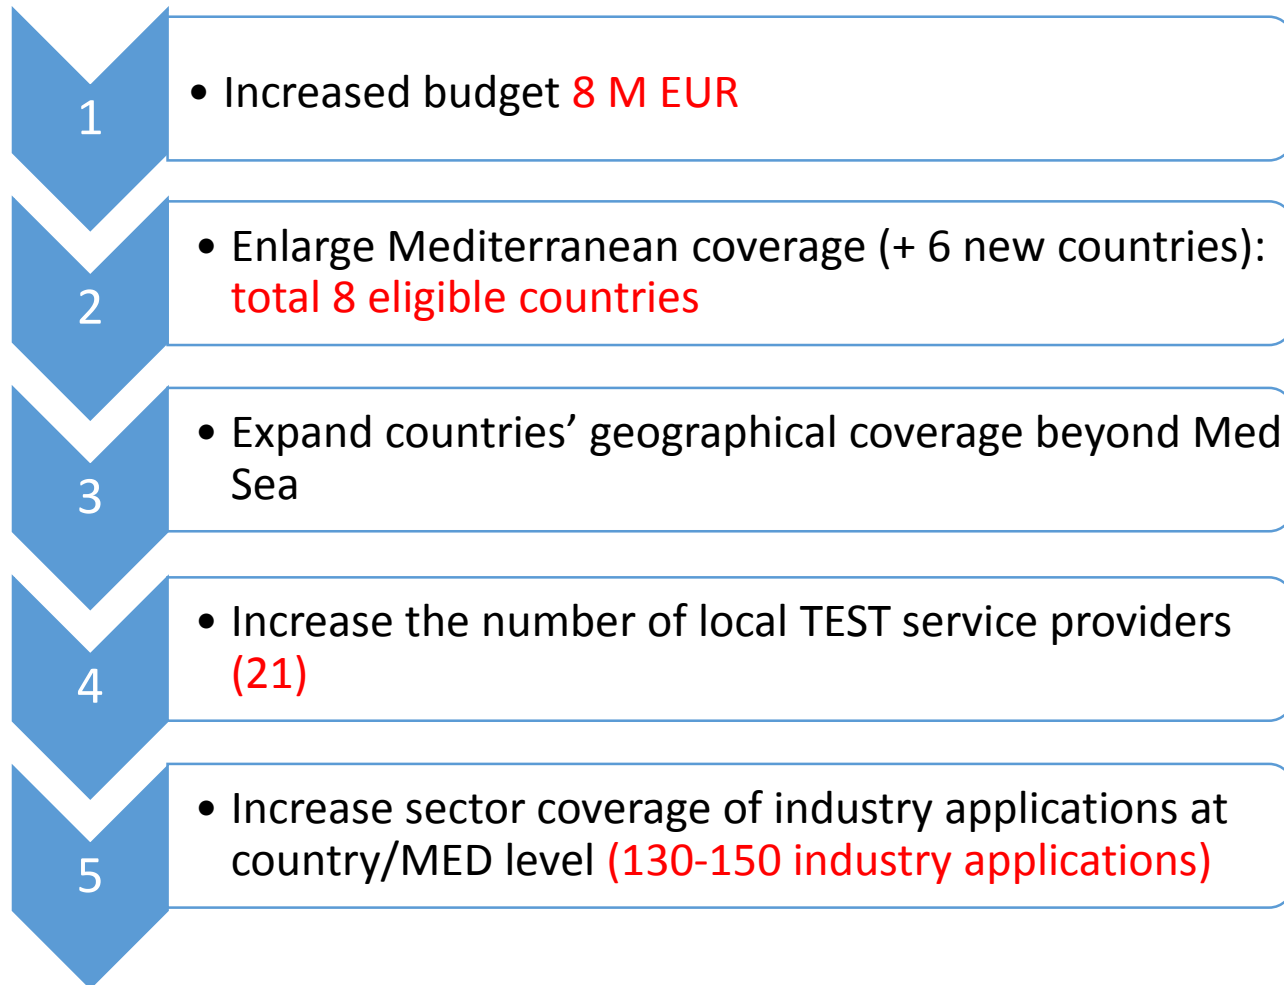 1
• Increased budget 8 M EUR
2
• Enlarge Mediterranean coverage (+ 6 new countries):
total 8 eligible countries
3
• Expand countries’ geographical coverage beyond Med
Sea
4
• Increase the number of local TEST service providers
(21)
5
• Increase sector coverage of industry applications at
country/MED level (130-150 industry applications)